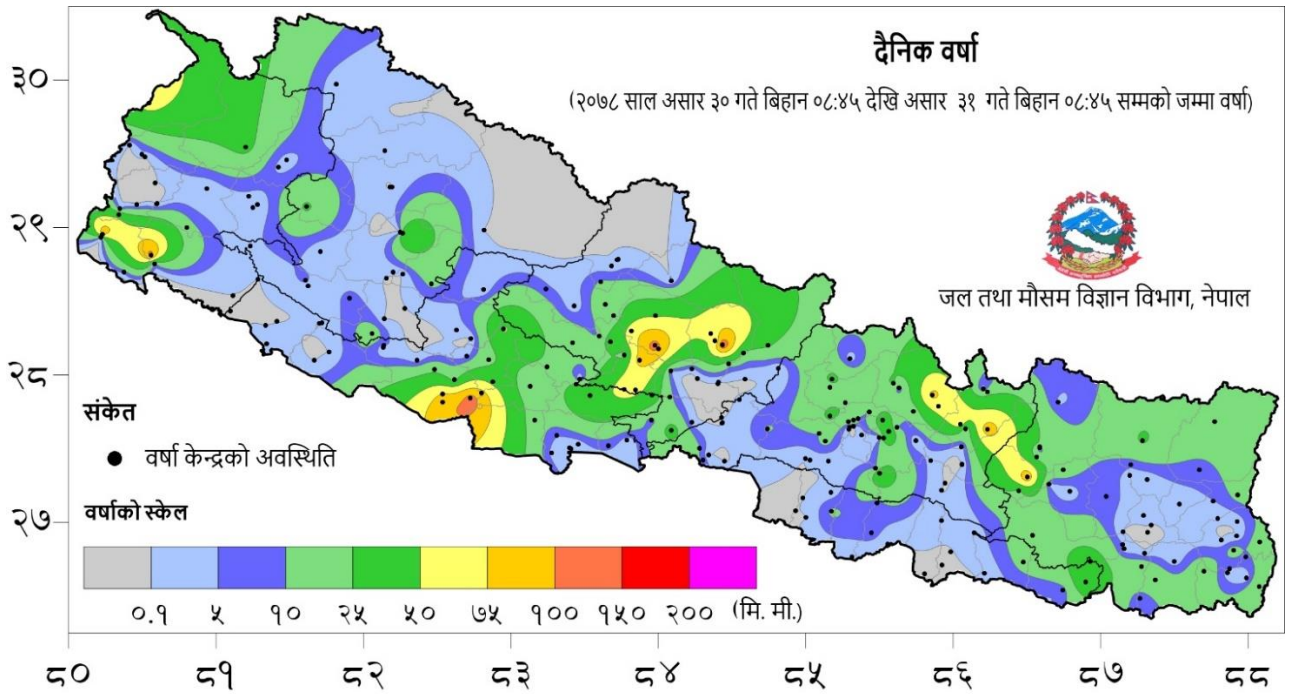 दैनिक वर्षा
(२०७८ साल असार ३० गते बिहान ०८:४५ देखि असार ३१ गते बिहान ०८:४५ सम्मको जम्मा वर्षा)
३०
२९
२८
२७
जल तथा मौसम विज्ञान विभाग, नेपाल
संकेत
वर्षा केन्द्रको अवस्थिति
वर्षाको स्केल
०.१ ५ १० २५ ५० ७५ १०० १५० २०० (मि. मी.)
८० ८१ ८२ ८३ ८४ ८५ ८६ ८७ ८८